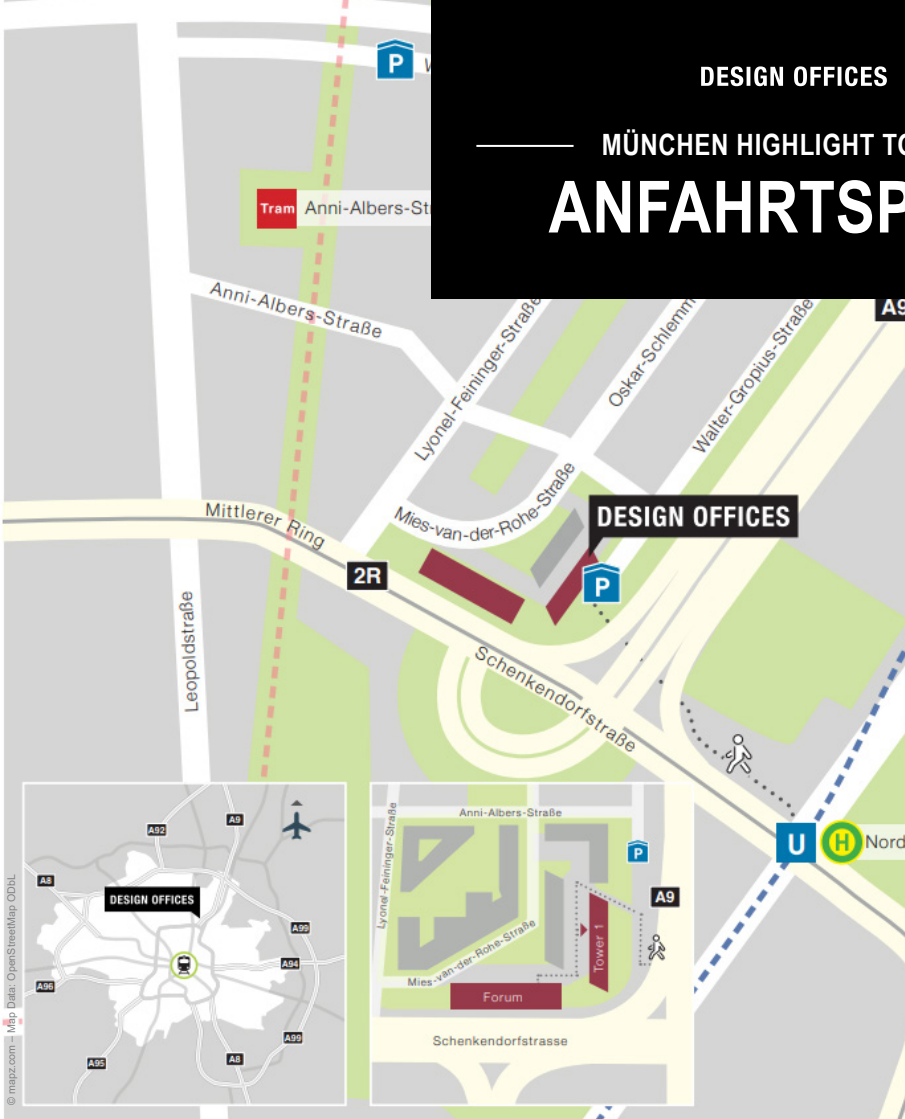 DESIGN OFFICES
MÜNCHEN HIGHLIGHT TO
ANFAHRTSP
P
Tram Anni-Albers-St
Anni-Albers-Straße
Lyonel-Feininger-Straße
Oskar-Schlemm
Walter-Gropius-Straße
A9
Mies-van-der-Rohe-Straße
DESIGN OFFICES
P
Mittlerer Ring
2R
Leopoldstraße
Schenkendorfstraße
U H Nord
A92
A9
A8
DESIGN OFFICES
A99
A94
A96
A99
A95
A8
Anni-Albers-Straße
Lyonel-Feininger-Straße
P
A9
Mies-van-der-Rohe-Straße
Tower 1
Forum
Schenkendorfstrasse
© mapz.com – Map Data: OpenStreetMap ODbL